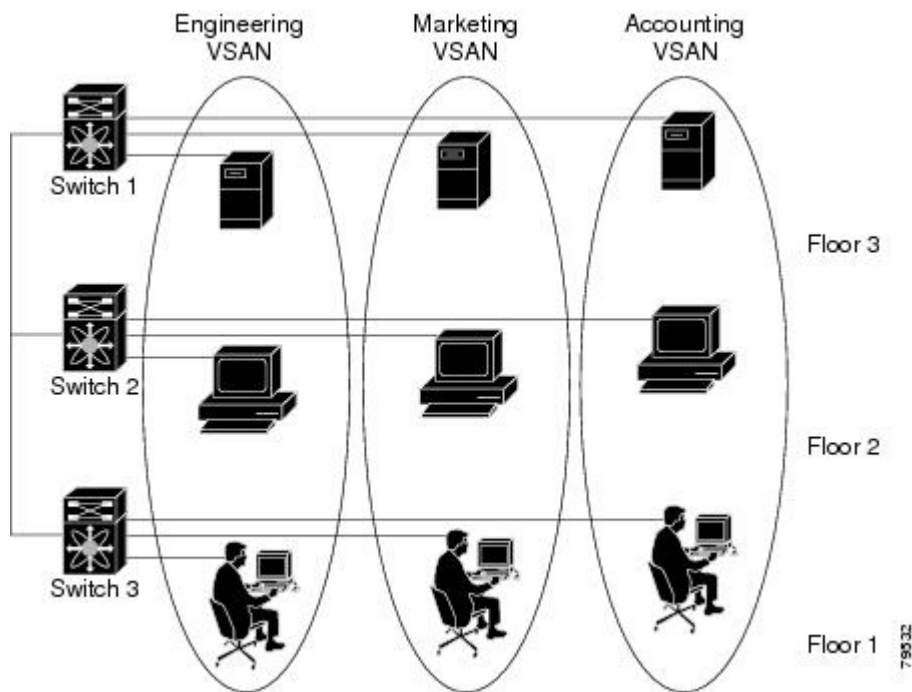 Engineering
VSAN
Marketing
VSAN
Accounting
VSAN
Switch 1
Floor 3
Switch 2
Floor 2
Switch 3
Floor 1
79532